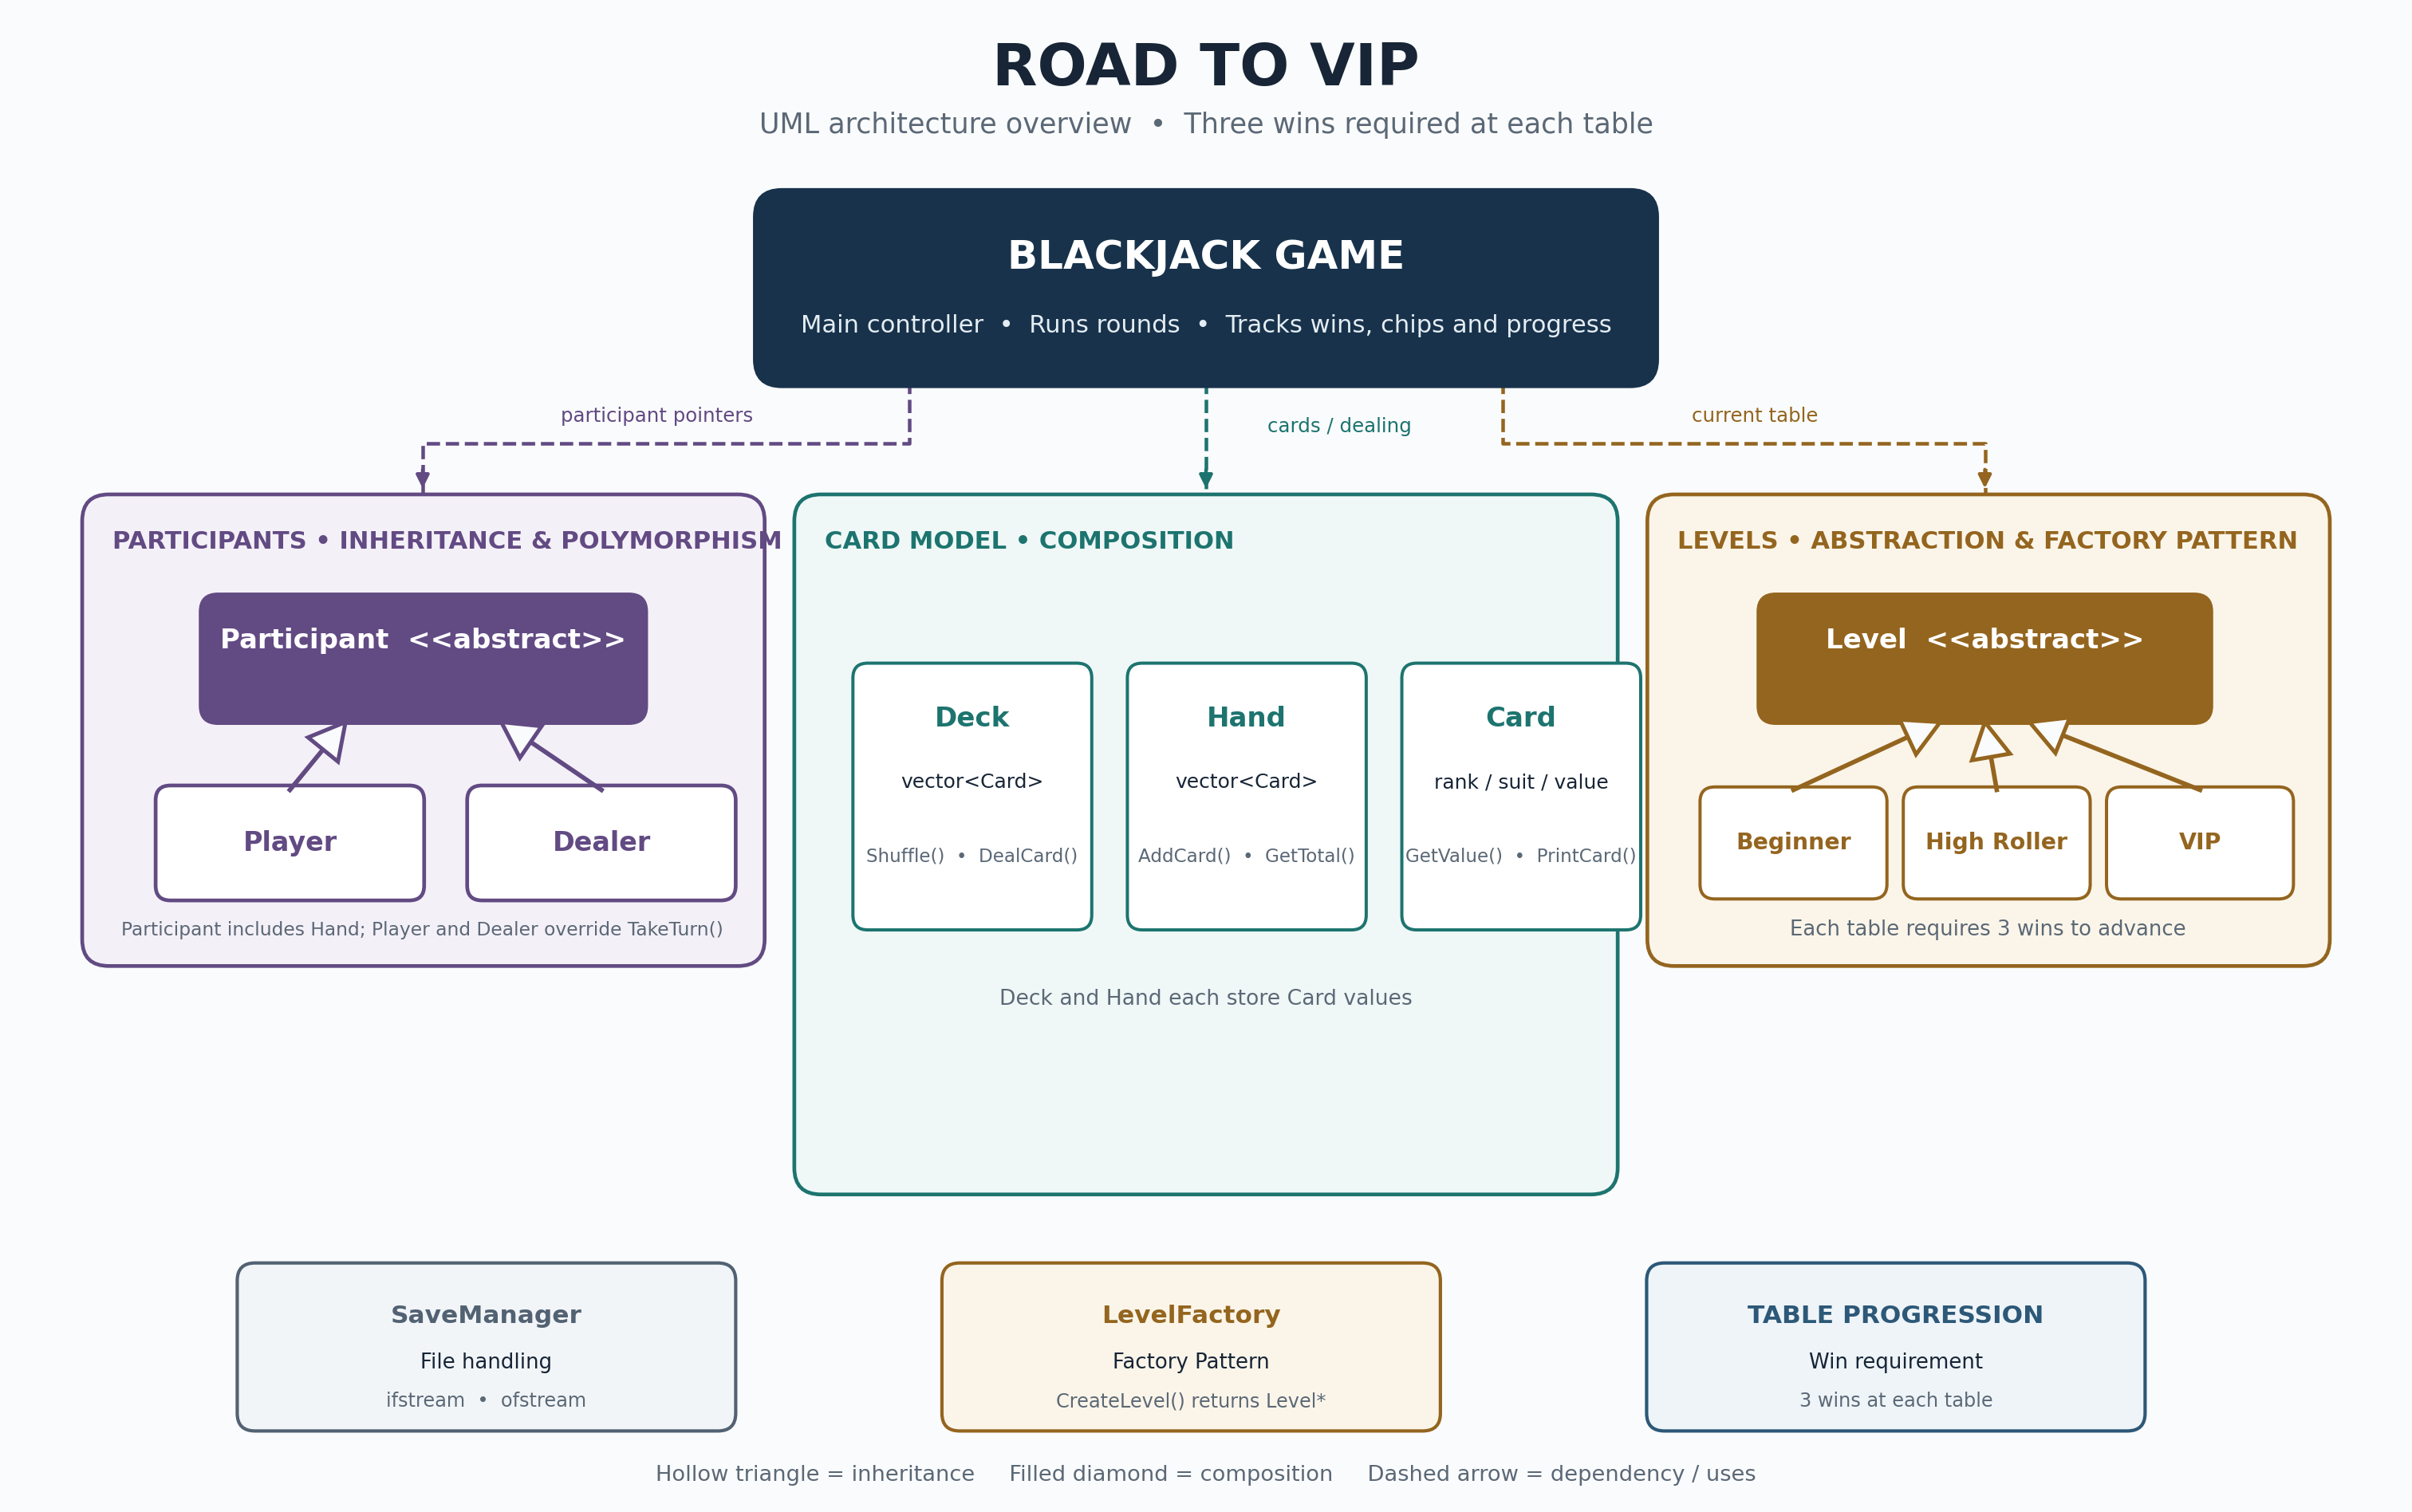 ROAD TO VIP
UML architecture overview • Three wins required at each table
BLACKJACK GAME
Main controller • Runs rounds • Tracks wins, chips and progress
participant pointers
cards / dealing
current table
PARTICIPANTS • INHERITANCE & POLYMORPHISM
Participant <<abstract>>
Player
Dealer
Participant includes Hand; Player and Dealer override TakeTurn()
CARD MODEL • COMPOSITION
Deck
vector<Card>
Shuffle() • DealCard()
Hand
vector<Card>
AddCard() • GetTotal()
Card
rank / suit / value
GetValue() • PrintCard()
Deck and Hand each store Card values
LEVELS • ABSTRACTION & FACTORY PATTERN
Level <<abstract>>
Beginner
High Roller
VIP
Each table requires 3 wins to advance
SaveManager
File handling
ifstream • ofstream
LevelFactory
Factory Pattern
CreateLevel() returns Level*
TABLE PROGRESSION
Win requirement
3 wins at each table
Hollow triangle = inheritance Filled diamond = composition Dashed arrow = dependency / uses